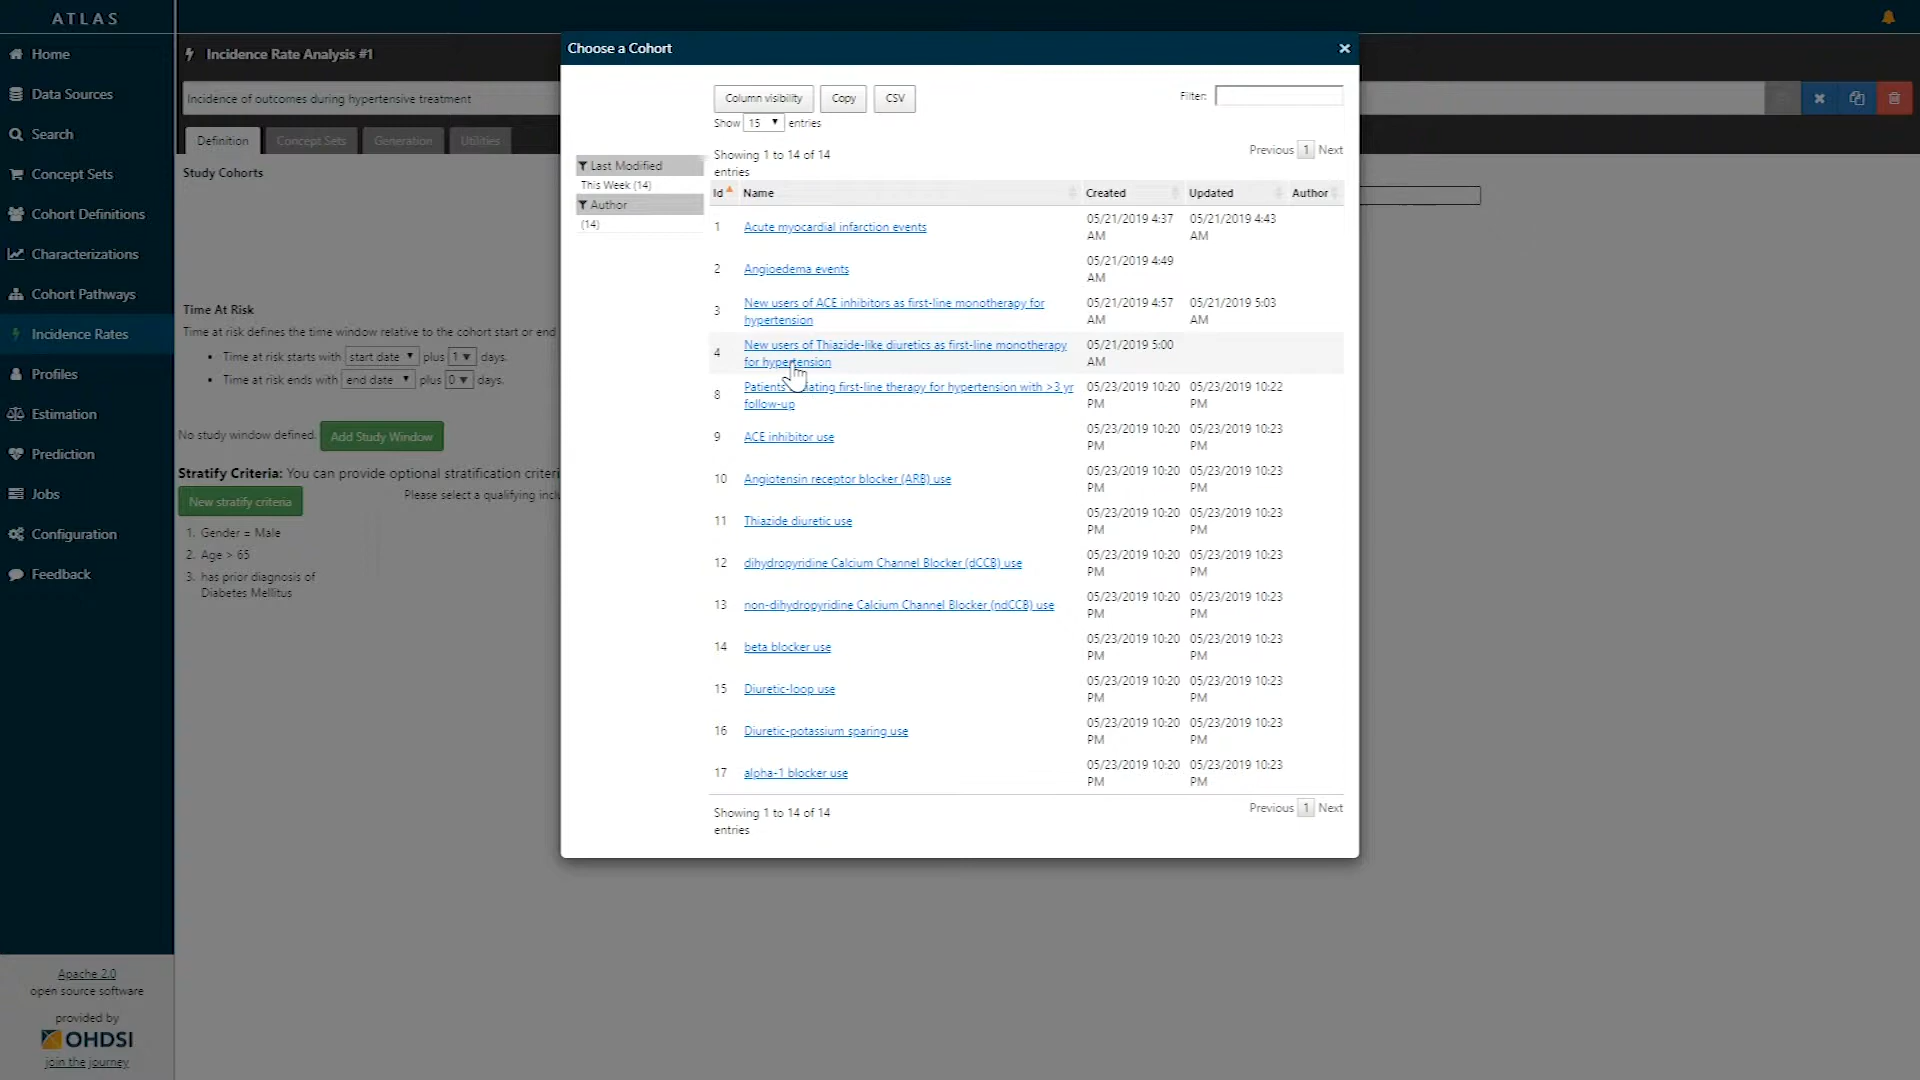 ATLAS
Home
Data Sources
Search
Concept Sets
Cohort Definitions
Characterizations
Cohort Pathways
Incidence Rates
Profiles
Estimation
Prediction
Jobs
Configuration
Feedback
Apache 2.0
open source software
provided by
OHDSI
join the journey
Incidence Rate Analysis #1
Incidence of outcomes during hypertensive treatment
Definition Concept Sets Generation Utilities
Study Cohorts
Time At Risk
Time at risk defines the time window relative to the cohort start or end
Time at risk starts with start date plus 1 days.
Time at risk ends with end date plus 0 days.
No study window defined. Add Study Window
Stratify Criteria: You can provide optional stratification criteri
New stratify criteria
Please select a qualifying inclu
1. Gender = Male
2. Age > 65
3. has prior diagnosis of
Diabetes Mellitus
Choose a Cohort ×
Column visibility Copy CSV
Filter:
Show 15 entries
Showing 1 to 14 of 14
entries
Previous 1 Next
Last Modified
This Week (14)
Author
(14)
Id Name Created Updated Author
1 Acute myocardial infarction events 05/21/2019 4:37 05/21/2019 4:43
AM AM
2 Angioedema events 05/21/2019 4:49
AM
3 New users of ACE inhibitors as first-line monotherapy for 05/21/2019 4:57 05/21/2019 5:03
hypertension AM AM
4 New users of Thiazide-like diuretics as first-line monotherapy 05/21/2019 5:00
for hypertension AM
8 Patients ating first-line therapy for hypertension with >3 yr 05/23/2019 10:20 05/23/2019 10:22
follow-up PM PM
9 ACE inhibitor use 05/23/2019 10:20 05/23/2019 10:23
PM PM
10 Angiotensin receptor blocker (ARB) use 05/23/2019 10:20 05/23/2019 10:23
PM PM
11 Thiazide diuretic use 05/23/2019 10:20 05/23/2019 10:23
PM PM
12 dihydropyridine Calcium Channel Blocker (dCCB) use 05/23/2019 10:20 05/23/2019 10:23
PM PM
13 non-dihydropyridine Calcium Channel Blocker (ndCCB) use 05/23/2019 10:20 05/23/2019 10:23
PM PM
14 beta blocker use 05/23/2019 10:20 05/23/2019 10:23
PM PM
15 Diuretic-loop use 05/23/2019 10:20 05/23/2019 10:23
PM PM
16 Diuretic-potassium sparing use 05/23/2019 10:20 05/23/2019 10:23
PM PM
17 alpha-1 blocker use 05/23/2019 10:20 05/23/2019 10:23
PM PM
Showing 1 to 14 of 14
entries
Previous 1 Next